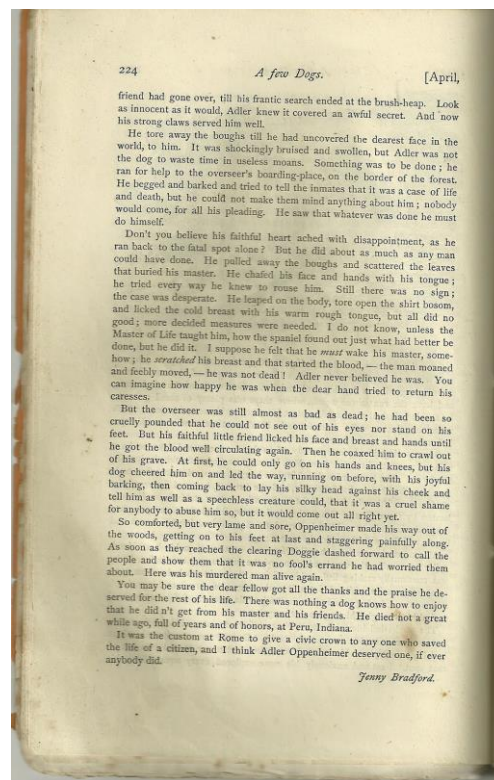 224
A few Dogs.
[April,
friend had gone over, till his frantic search ended at the brush-heap. Look
as innocent as it would, Adler knew it covered an awful secret. And now
his strong claws served him well.
He tore away the boughs till he had uncovered the dearest face in the
world, to him. It was shockingly bruised and swollen, but Adler was not
the dog to waste time in useless moans. Something was to be done; he
ran for help to the overseer's boarding-place, on the border of the forest.
He begged and barked and tried to tell the inmates that it was a case of life
and death, but he could not make them mind anything about him; nobody
would come, for all his pleading. He saw that whatever was done he must
do himself.
Don't you believe his faithful heart ached with disappointment, as he
ran back to the fatal spot alone? But he did about as much as any man
could have done. He pulled away the boughs and scattered the leaves
that buried his master. He chafed his face and hands with his tongue;
he tried every way he knew to rouse him. Still there was no sign;
the case was desperate. He leaped on the body, tore open the shirt bosom,
and licked the cold breast with his warm rough tongue, but all did no
good; more decided measures were needed. I do not know, unless the
Master of Life taught him, how the spaniel found out just what had better be
done, but he did it. I suppose he felt that he must wake his master, some-
how; he scratched his breast and that started the blood, — the man moaned
and feebly moved, — he was not dead! Adler never believed he was. You
can imagine how happy he was when the dear hand tried to return his
caresses.
But the overseer was still almost as bad as dead; he had been so
cruelly pounded that he could not see out of his eyes nor stand on his
feet. But his faithful little friend licked his face and breast and hands until
he got the blood well circulating again. Then he coaxed him to crawl out
of his grave. At first, he could only go on his hands and knees, but his
dog cheered him on and led the way, running on before, with his joyful
barking, then coming back to lay his silky head against his cheek and
tell him as well as a speechless creature could, that it was a cruel shame
for anybody to abuse him so, but it would come out all right yet.
So comforted, but very lame and sore, Oppenheimer made his way out of
the woods, getting on to his feet at last and staggering painfully along.
As soon as they reached the clearing Doggie dashed forward to call the
people and show them that it was no fool's errand he had worried them
about. Here was his murdered man alive again.
You may be sure the dear fellow got all the thanks and the praise he de-
served for the rest of his life. There was nothing a dog knows how to enjoy
that he did n't get from his master and his friends. He died not a great
while ago, full of years and of honors, at Peru, Indiana.
It was the custom at Rome to give a civic crown to any one who saved
the life of a citizen, and I think Adler Oppenheimer deserved one, if ever
anybody did.
Jenny Bradford.